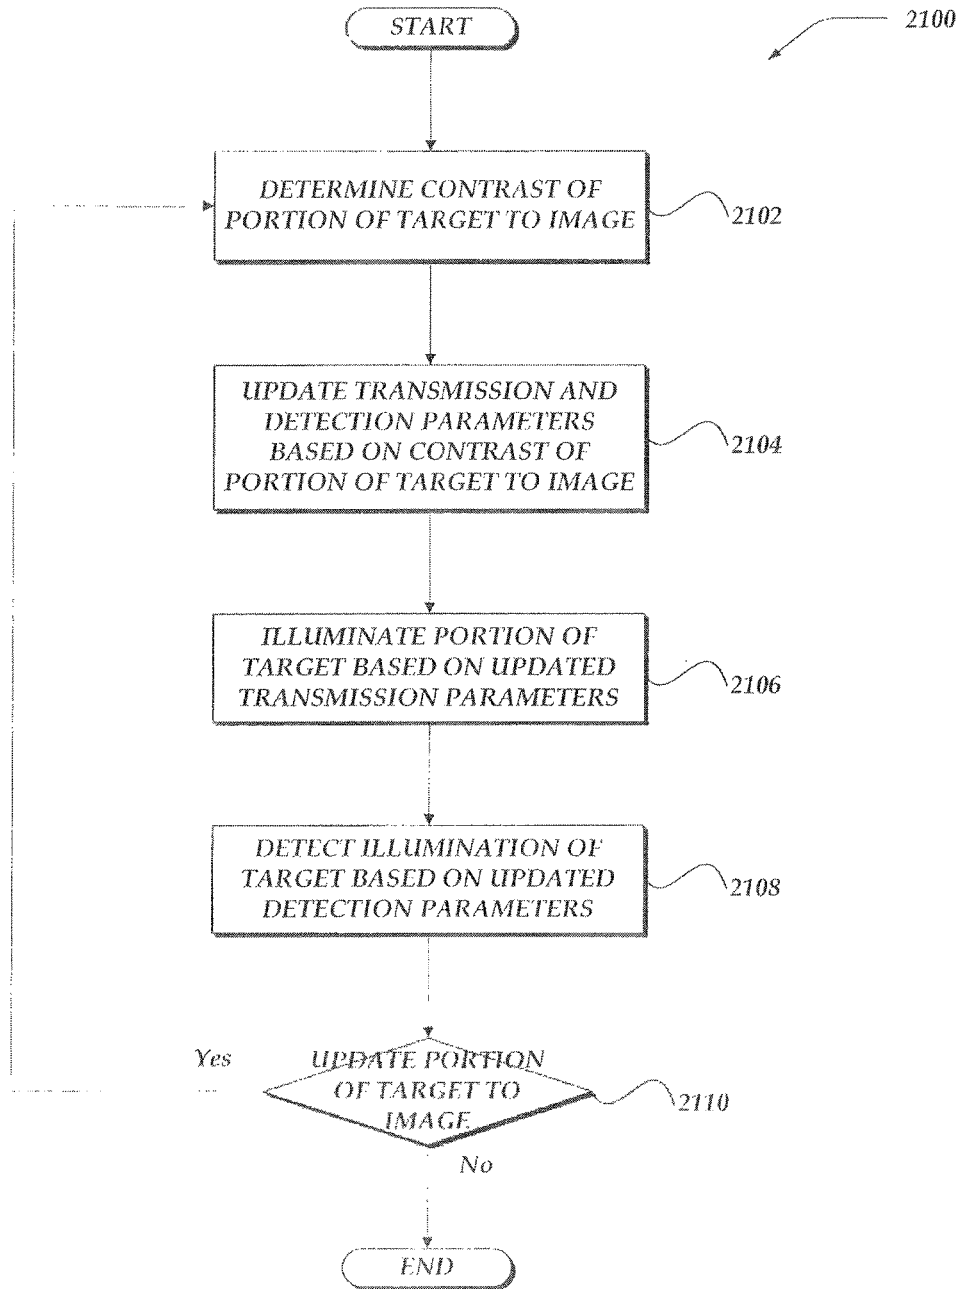 START
2100
DETERMINE CONTRAST OF
PORTION OF TARGET TO IMAGE
2102
UPDATE TRANSMISSION AND
DETECTION PARAMETERS
BASED ON CONTRAST OF
PORTION OF TARGET TO IMAGE
2104
ILLUMINATE PORTION OF
TARGET BASED ON UPDATED
TRANSMISSION PARAMETERS
2106
DETECT ILLUMINATION OF
TARGET BASED ON UPDATED
DETECTION PARAMETERS
2108
Yes
UPDATE PORTION
OF TARGET TO
IMAGE
2110
No
END